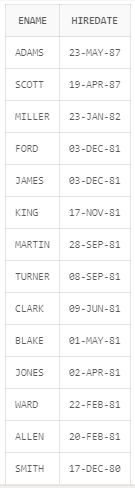 ENAME HIREDATE
ADAMS 23-MAY-87
SCOTT 19-APR-87
MILLER 23-JAN-82
FORD 03-DEC-81
JAMES 03-DEC-81
KING 17-NOV-81
MARTIN 28-SEP-81
TURNER 08-SEP-81
CLARK 09-JUN-81
BLAKE 01-MAY-81
JONES 02-APR-81
WARD 22-FEB-81
ALLEN 20-FEB-81
SMITH 17-DEC-80